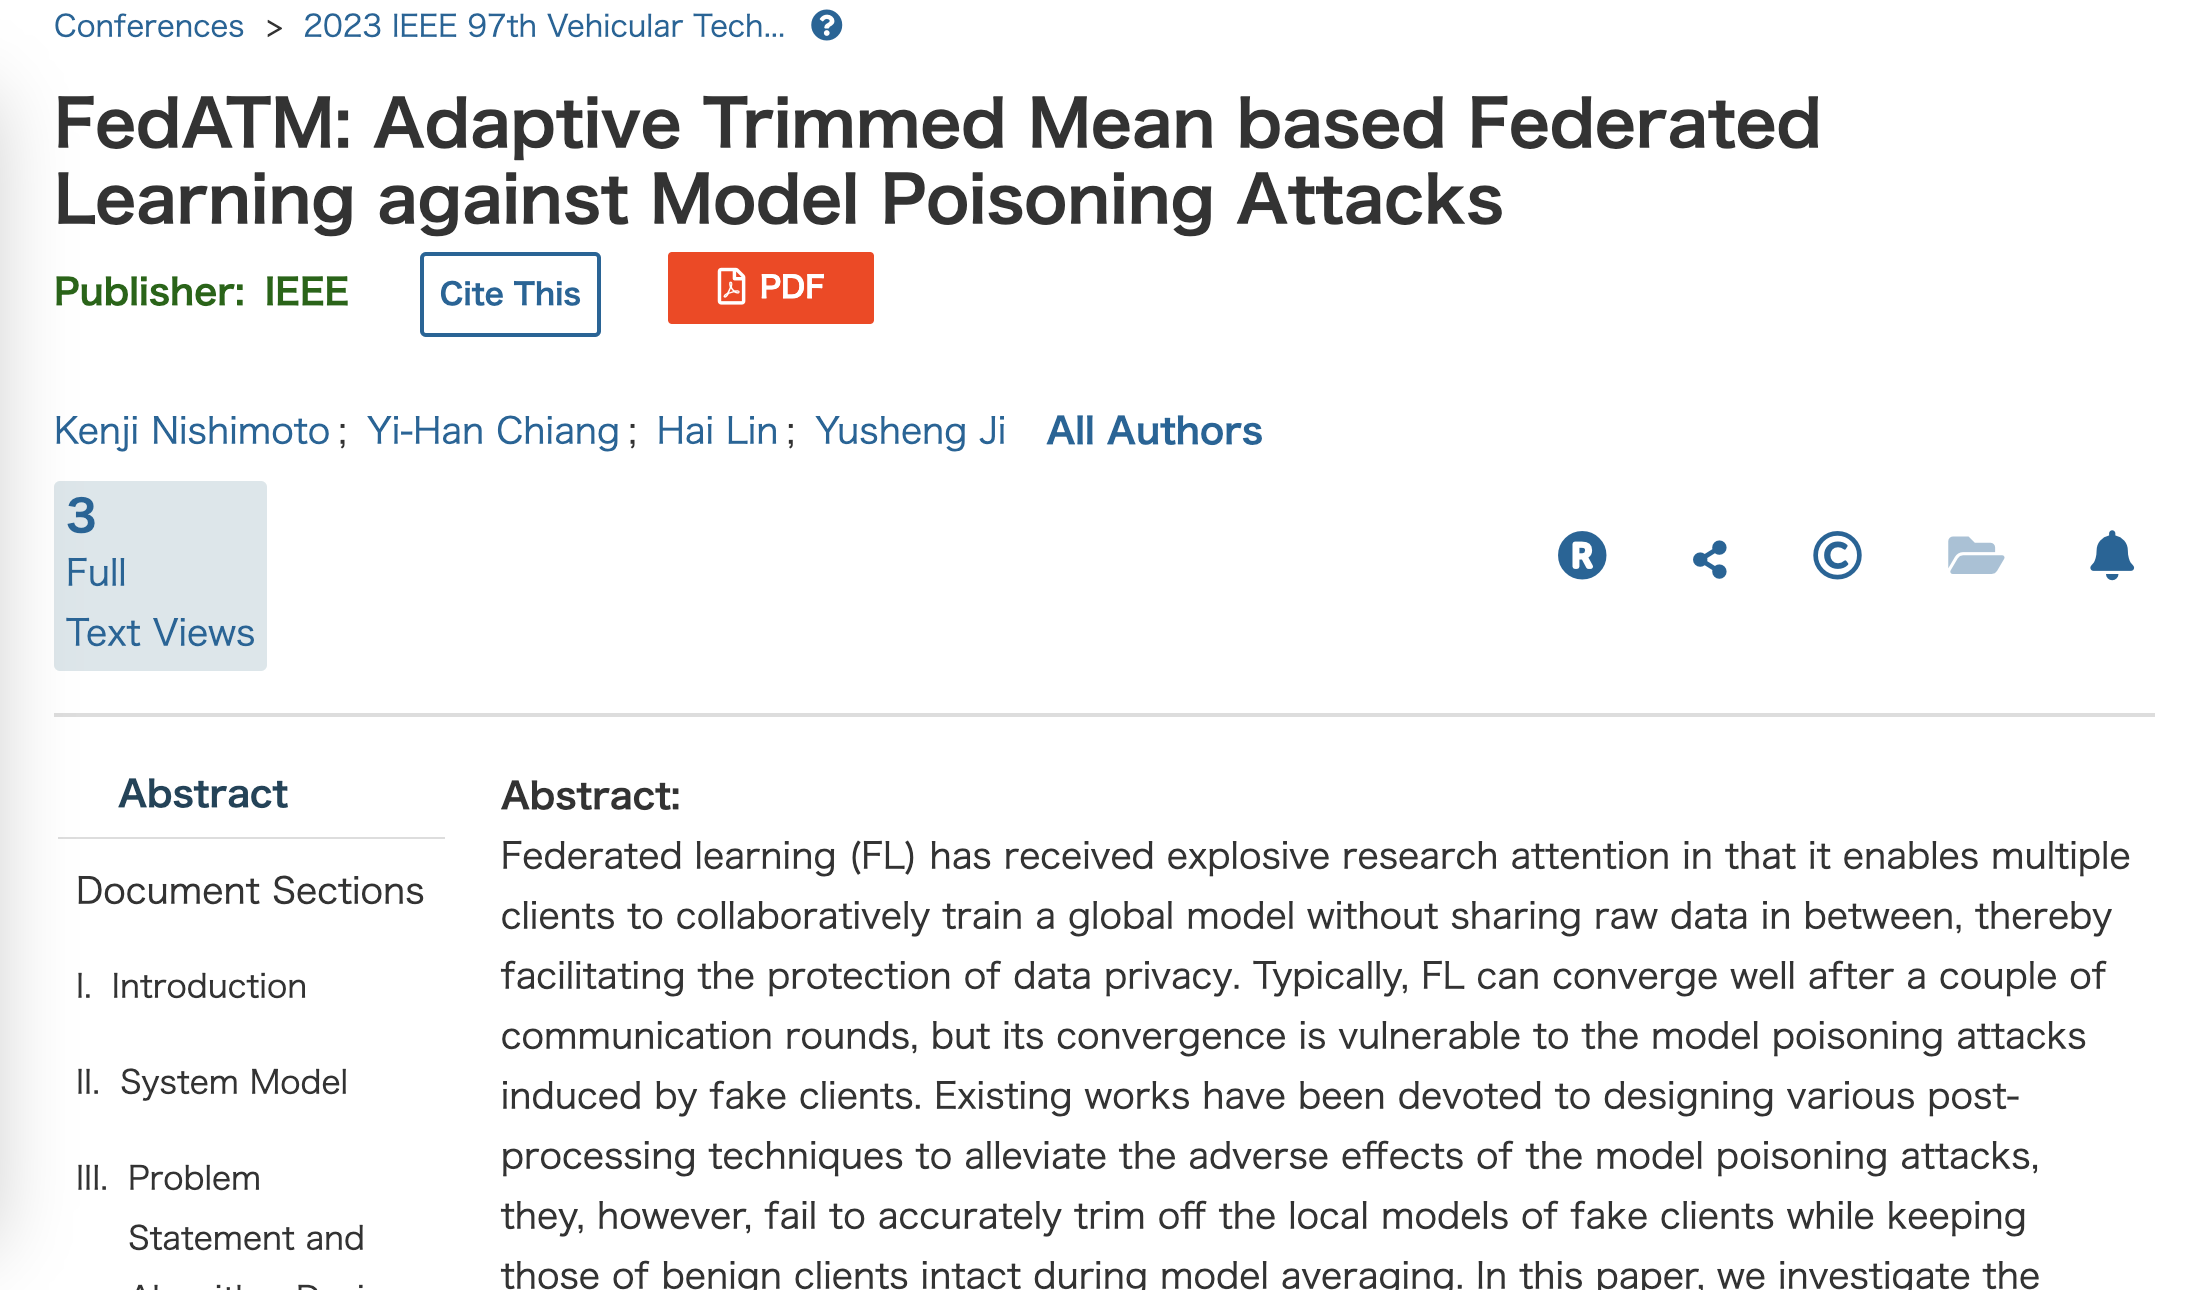 Conferences > 2023 IEEE 97th Vehicular Tech...
FedATM: Adaptive Trimmed Mean based Federated
Learning against Model Poisoning Attacks
Publisher: IEEE
Cite This
PDF
Kenji Nishimoto ; Yi-Han Chiang ; Hai Lin ; Yusheng Ji All Authors
3
Full
Text Views
Abstract
Document Sections
I. Introduction
II. System Model
III. Problem
Statement and
Abstract:
Federated learning (FL) has received explosive research attention in that it enables multiple
clients to collaboratively train a global model without sharing raw data in between, thereby
facilitating the protection of data privacy. Typically, FL can converge well after a couple of
communication rounds, but its convergence is vulnerable to the model poisoning attacks
induced by fake clients. Existing works have been devoted to designing various post-
processing techniques to alleviate the adverse effects of the model poisoning attacks,
they, however, fail to accurately trim off the local models of fake clients while keeping
those of benign clients intact during model averaging. In this paper, we investigate the